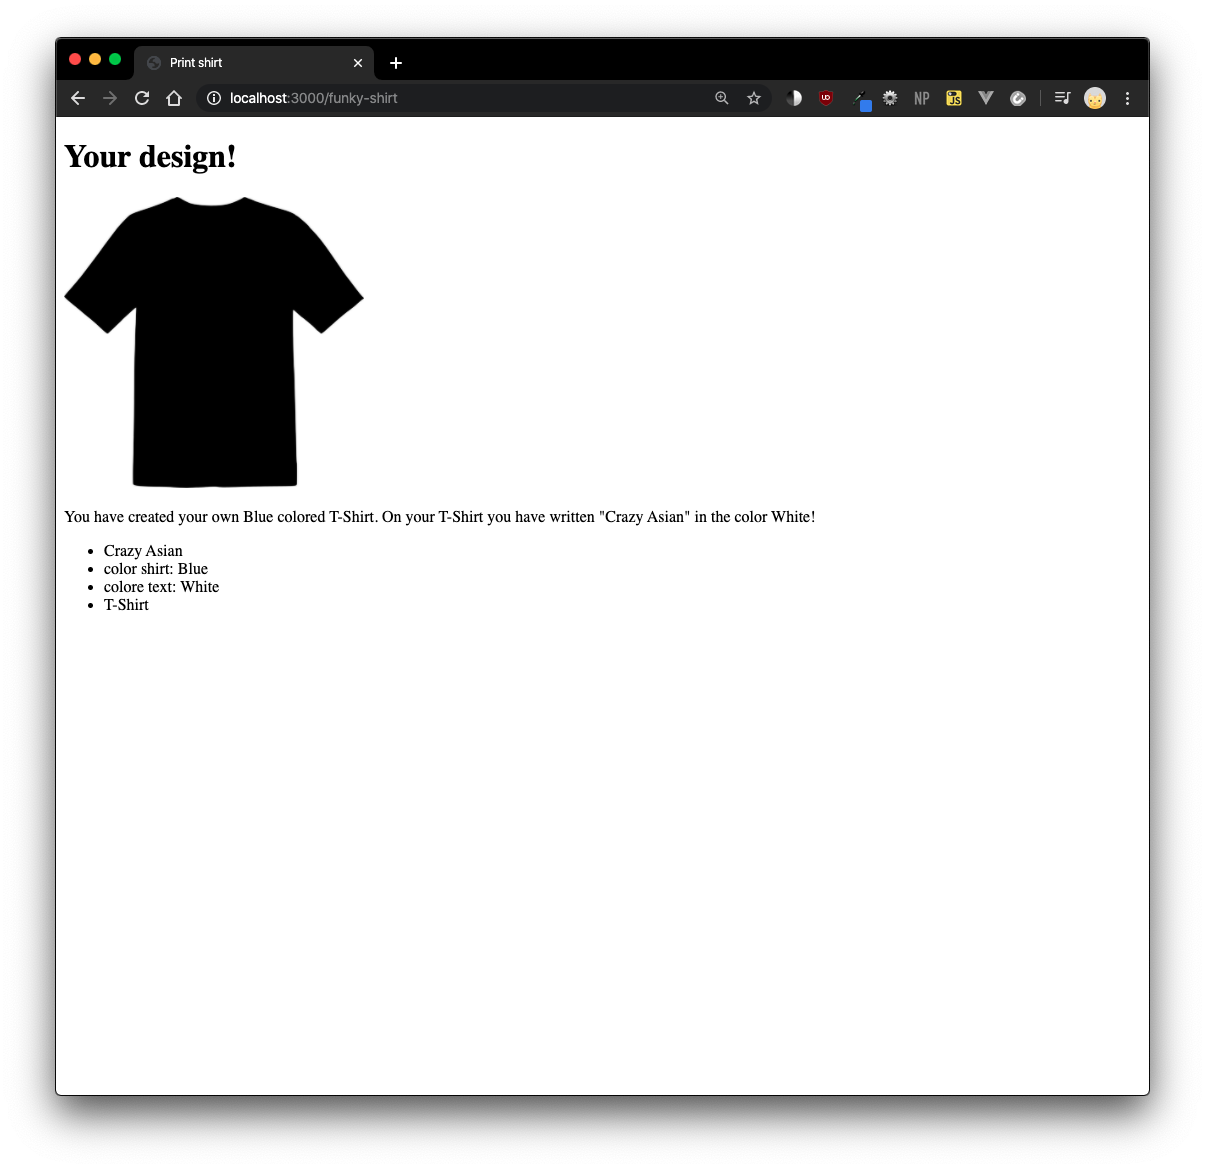 Print shirt
localhost:3000/funky-shirt
NP
JS
Your design!
You have created your own Blue colored T-Shirt. On your T-Shirt you have written "Crazy Asian" in the color White!
Crazy Asian
color shirt: Blue
colore text: White
T-Shirt